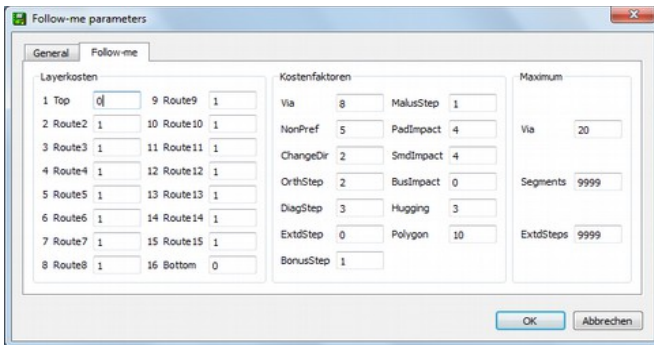 Follow-me parameters
General Follow-me
Layerkosten Kostenfaktoren Maximum
1 Top 0 9 Route9 1 Via 8 MalusStep 1
2 Route2 1 10 Route10 1 NonPref 5 PadImpact 4 Via 20
3 Route3 1 11 Route11 1 ChangeDir 2 SmdImpact 4
4 Route4 1 12 Route12 1 OrthStep 2 BusImpact 0 Segments 9999
5 Route5 1 13 Route13 1 DiagStep 3 Hugging 3
6 Route6 1 14 Route14 1 ExtdStep 0 Polygon 10 ExtdSteps 9999
7 Route7 1 15 Route15 1 BonusStep 1
8 Route8 1 16 Bottom 0
OK Abbrechen